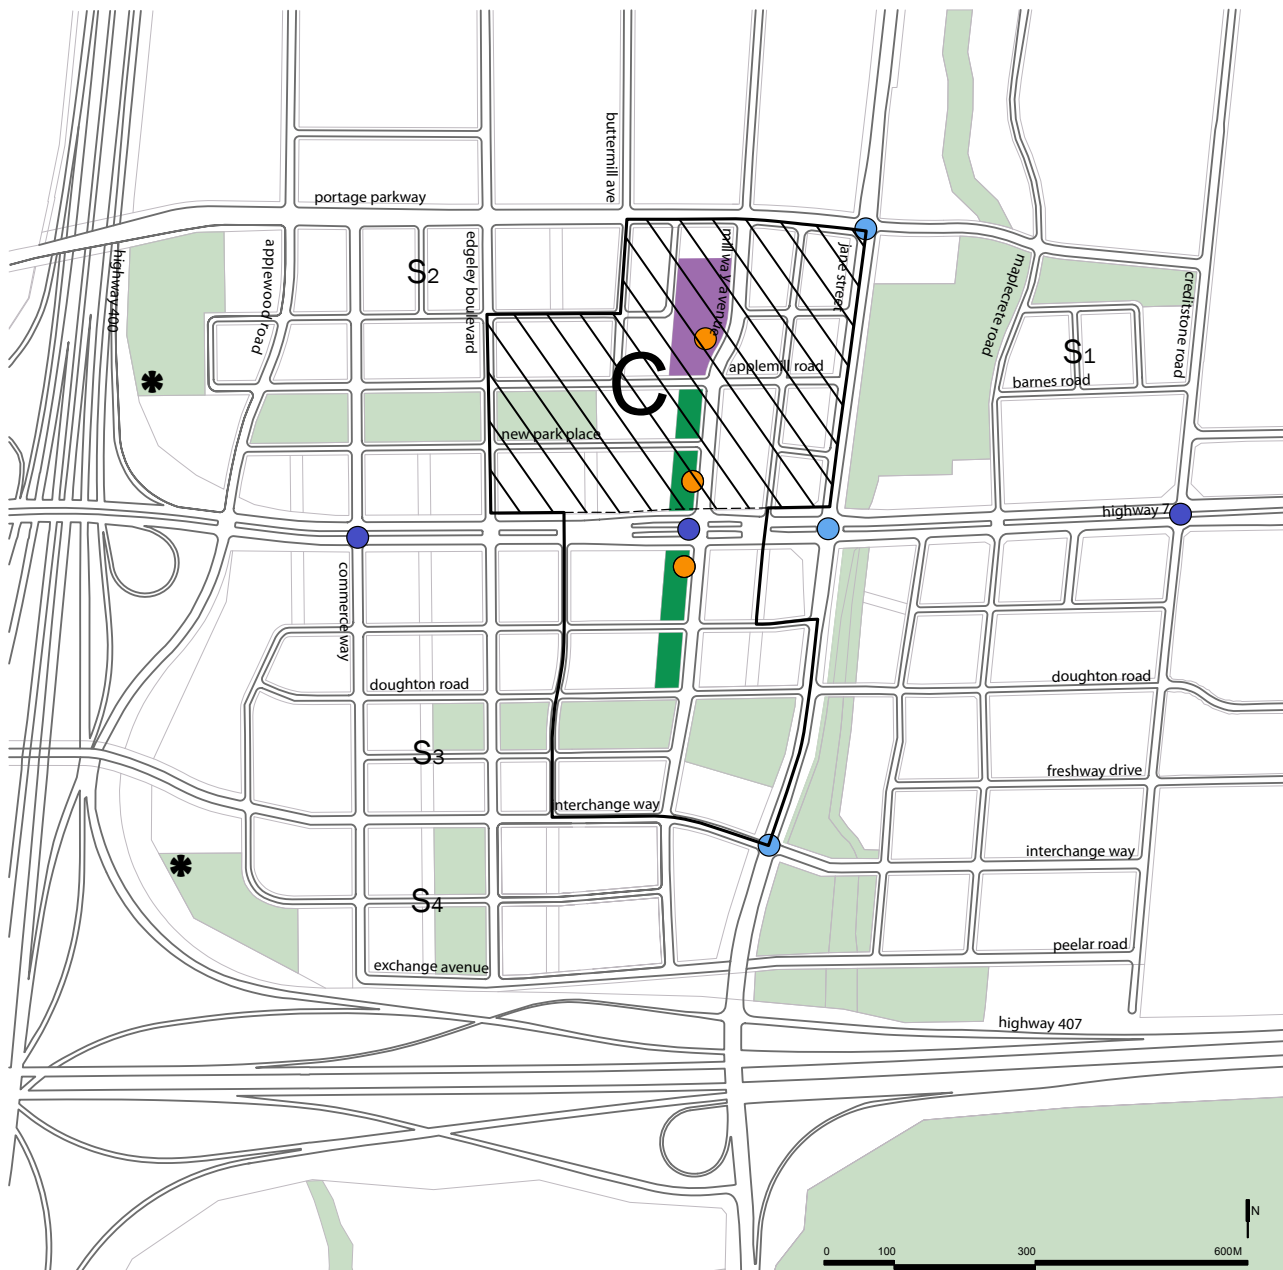 buttermill ave
portage parkway
highway 400
applewood road
edgeley boulevard
S2
millway avenue
jane street
maplecrete road
creditstone road
S1
barnes road
applemill road
C
new park place
highway 7
commerce way
doughton road
doughton road
S3
freshway drive
nterchange way
interchange way
S4
peelar road
exchange avenue
highway 407
N
0 100 300 600M